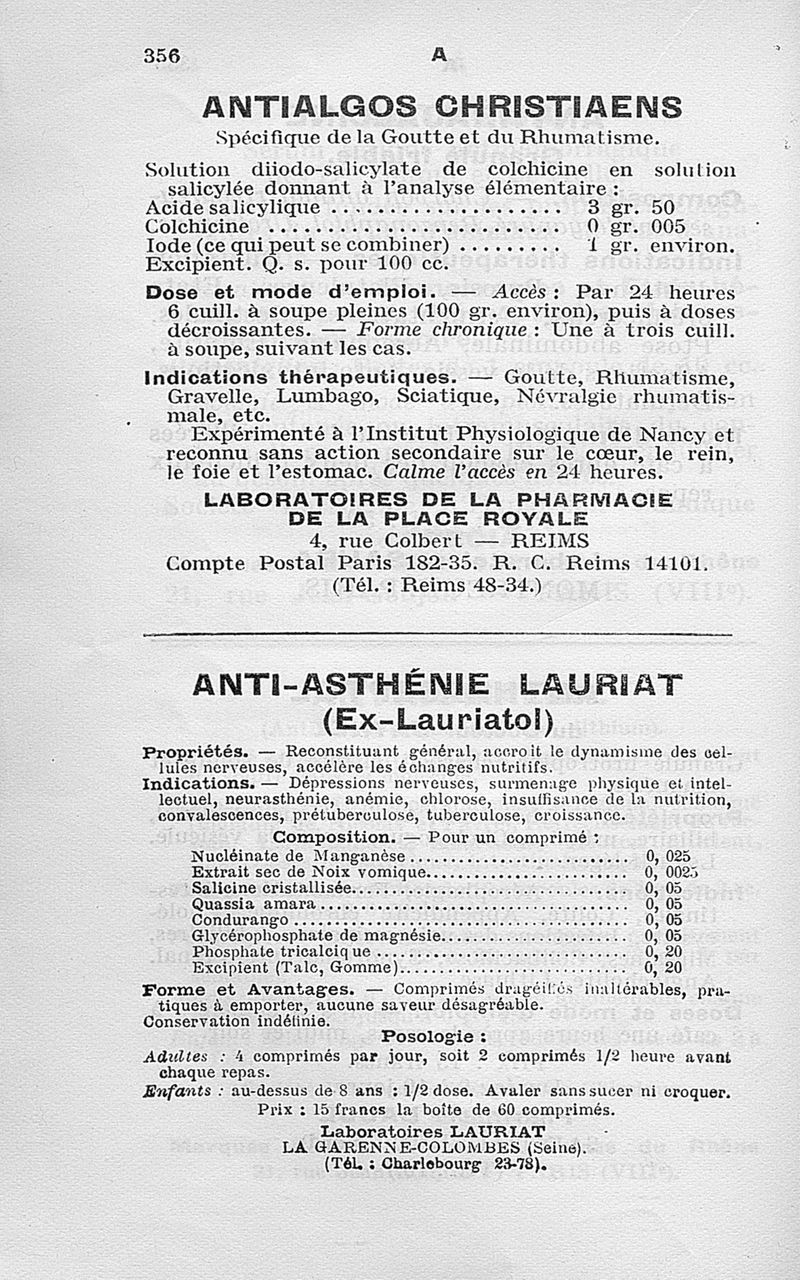 356
A
ANTIALGOS CHRISTIAENS
Spécifique de la Goutte et du Rhumatisme.
Solution diiodo-salicylate de colchicine en solution
salicylée donnant à l'analyse élémentaire :
Acide salicylique .................... 3 gr. 50
Colchicine .......................... 0 gr. 005
Iode (ce qui peut se combiner) ......... 1 gr. environ.
Excipient. Q. s. pour 100 cc.
Dose et mode d'emploi. — Accès : Par 24 heures
6 cuill. à soupe pleines (100 gr. environ), puis à doses
décroissantes. — Forme chronique : Une à trois cuill.
à soupe, suivant les cas.
Indications thérapeutiques. — Goutte, Rhumatisme,
Gravelle, Lumbago, Sciatique, Névralgie rhumatis-
male, etc.
Expérimenté à l'Institut Physiologique de Nancy et
reconnu sans action secondaire sur le cœur, le rein,
le foie et l'estomac. Calme l'accès en 24 heures.
LABORATOIRES DE LA PHARMACIE
DE LA PLACE ROYALE
4, rue Colbert — REIMS
Compte Postal Paris 182-35. R. C. Reims 14101.
(Tél. : Reims 48-34.)
ANTI-ASTHÉNIE LAURIAT
(Ex-Lauriatol)
Propriétés. — Reconstituant général, accroit le dynamisme des cel-
lules nerveuses, accélère les échanges nutritifs.
Indications. — Dépressions nerveuses, surmenage physique et intel-
lectuel, neurasthénie, anémie, chlorose, insuffisance de la nutrition,
convalescences, prétuberculose, tuberculose, croissance.
Composition. — Pour un comprimé :
Nucléinate de Manganèse ........................... 0, 025
Extrait sec de Noix vomique......................... 0, 0025
Salicine cristallisée.................................. 0, 05
Quassia amara ...................................... 0, 05
Condurango ......................................... 0, 05
Glycérophosphate de magnésie....................... 0, 05
Phosphate tricalcique ............................... 0, 20
Excipient (Talc, Gomme)............................ 0, 20
Forme et Avantages. — Comprimés dragéifiés inaltérables, pra-
tiques à emporter, aucune saveur désagréable.
Conservation indéfinie.
Posologie :
Adultes : 4 comprimés par jour, soit 2 comprimés 1/2 heure avant
chaque repas.
Enfants : au-dessus de 8 ans : 1/2 dose. Avaler sans sucer ni croquer.
Prix : 15 francs la boîte de 60 comprimés.
Laboratoires LAURIAT
LA GARENNE-COLOMBES (Seine).
(Tél. : Charlebourg 23-78).